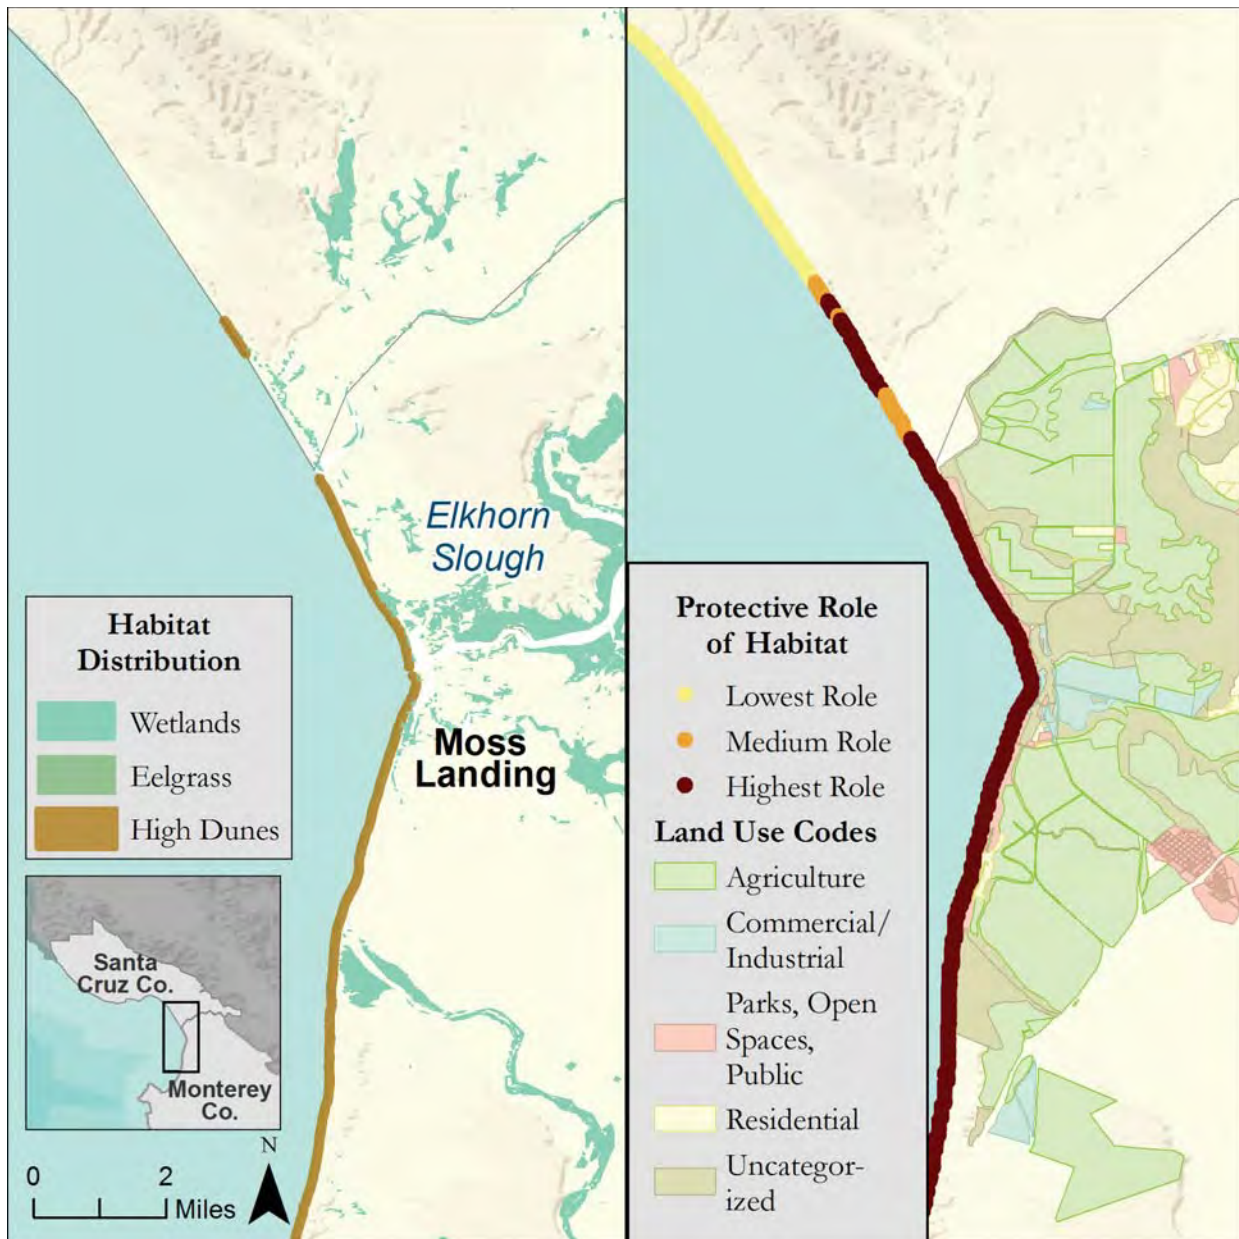 Elkhorn
Slough
Moss
Landing
Habitat
Distribution
Wetlands
Eelgrass
High Dunes
Santa
Cruz Co.
Monterey
Co.
N
0 2
Miles
Protective Role
of Habitat
Lowest Role
Medium Role
Highest Role
Land Use Codes
Agriculture
Commercial/
Industrial
Parks, Open
Spaces,
Public
Residential
Uncategor-
ized